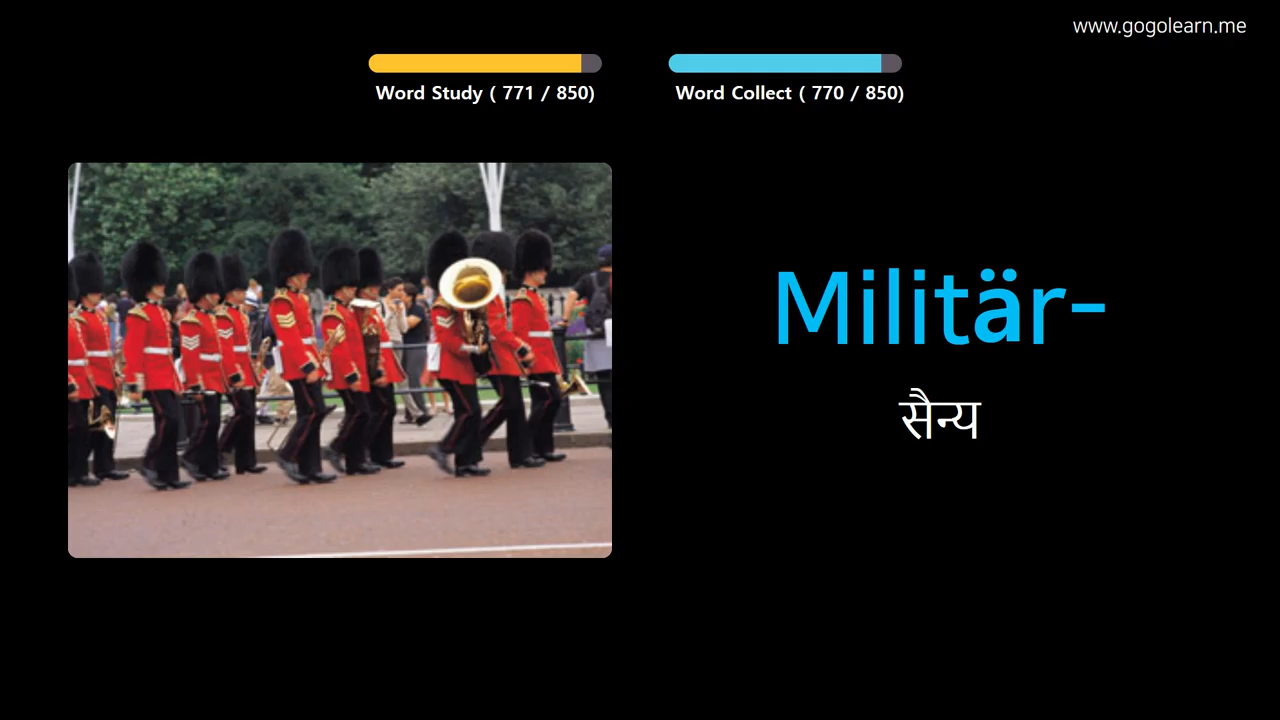 www.gogolearn.me
Word Study ( 771 / 850)
Word Collect ( 770 / 850)
Militär-
सैन्य